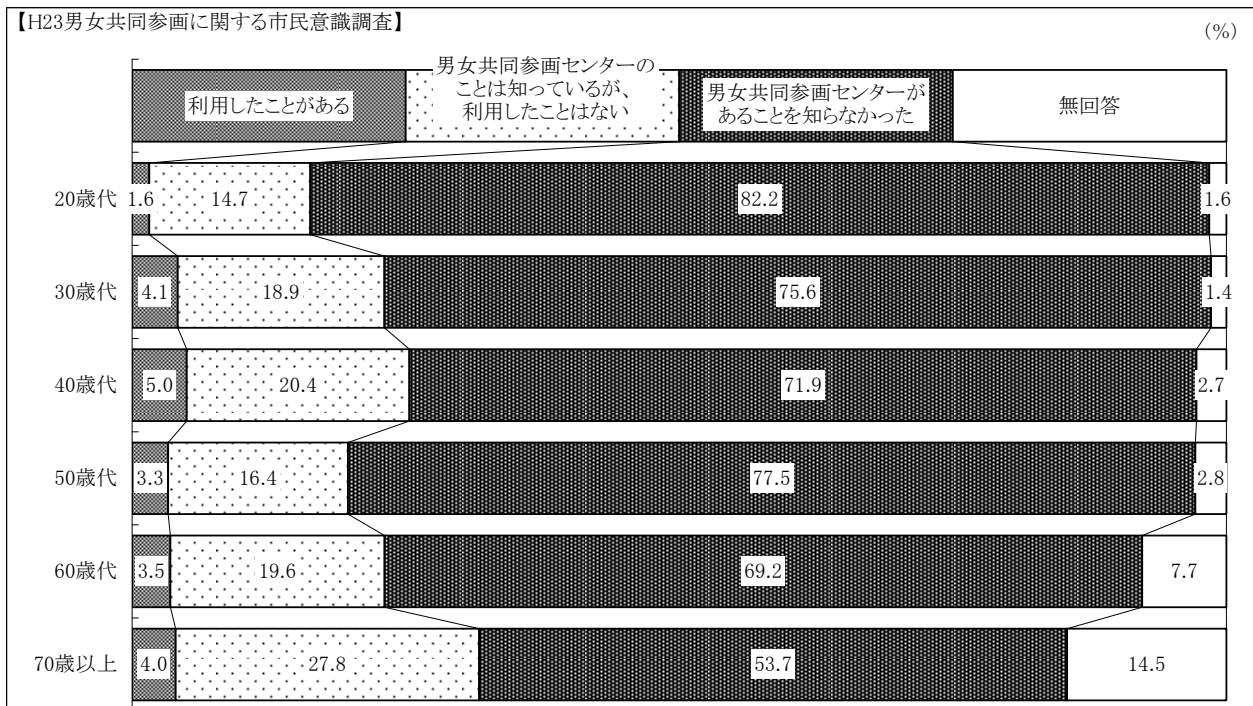 【H23男女共同参画に関する市民意識調査】
(%)
利用したことがある
男女共同参画センターの
ことは知っているが、
利用したことはない
男女共同参画センターが
あることを知らなかった
無回答
20歳代 1.6 14.7 82.2 1.6
30歳代 4.1 18.9 75.6 1.4
40歳代 5.0 20.4 71.9 2.7
50歳代 3.3 16.4 77.5 2.8
60歳代 3.5 19.6 69.2 7.7
70歳以上 4.0 27.8 53.7 14.5